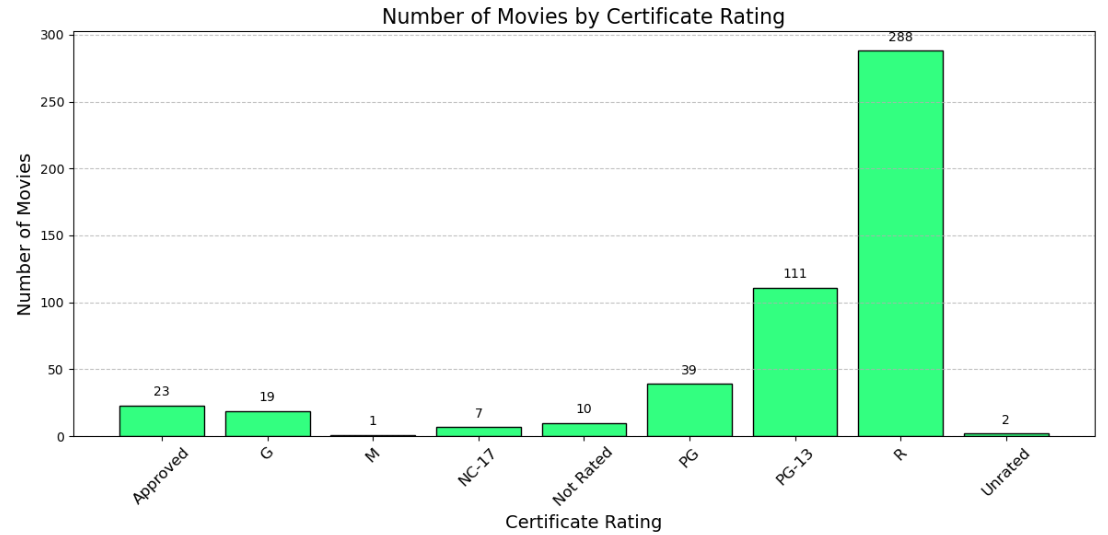 Number of Movies by Certificate Rating
Number of Movies
300
250
200
150
100
50
0
23
19
1
7
10
39
111
288
2
Approved
G
M
NC-17
Not Rated
PG
PG-13
R
Unrated
Certificate Rating